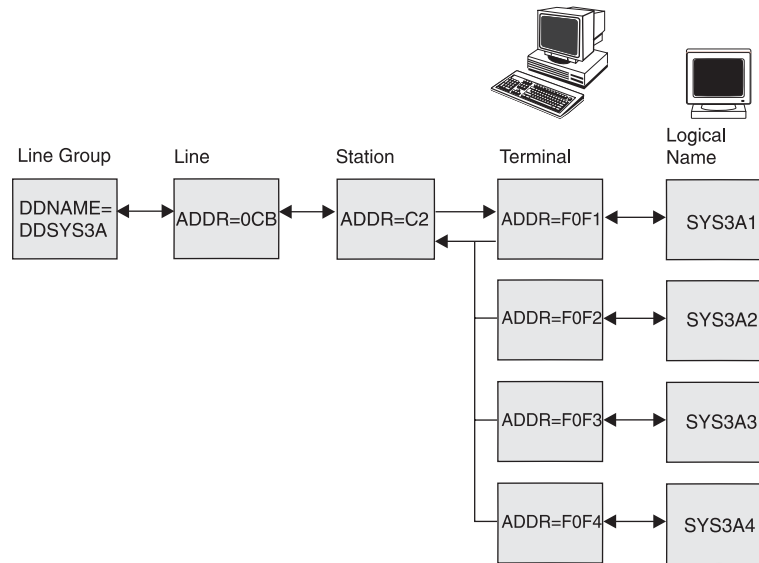 Line Group
Line
Station
Terminal
Logical
Name
DDNAME=
DDSYS3A
ADDR=0CB
ADDR=C2
ADDR=F0F1
SYS3A1
ADDR=F0F2
SYS3A2
ADDR=F0F3
SYS3A3
ADDR=F0F4
SYS3A4